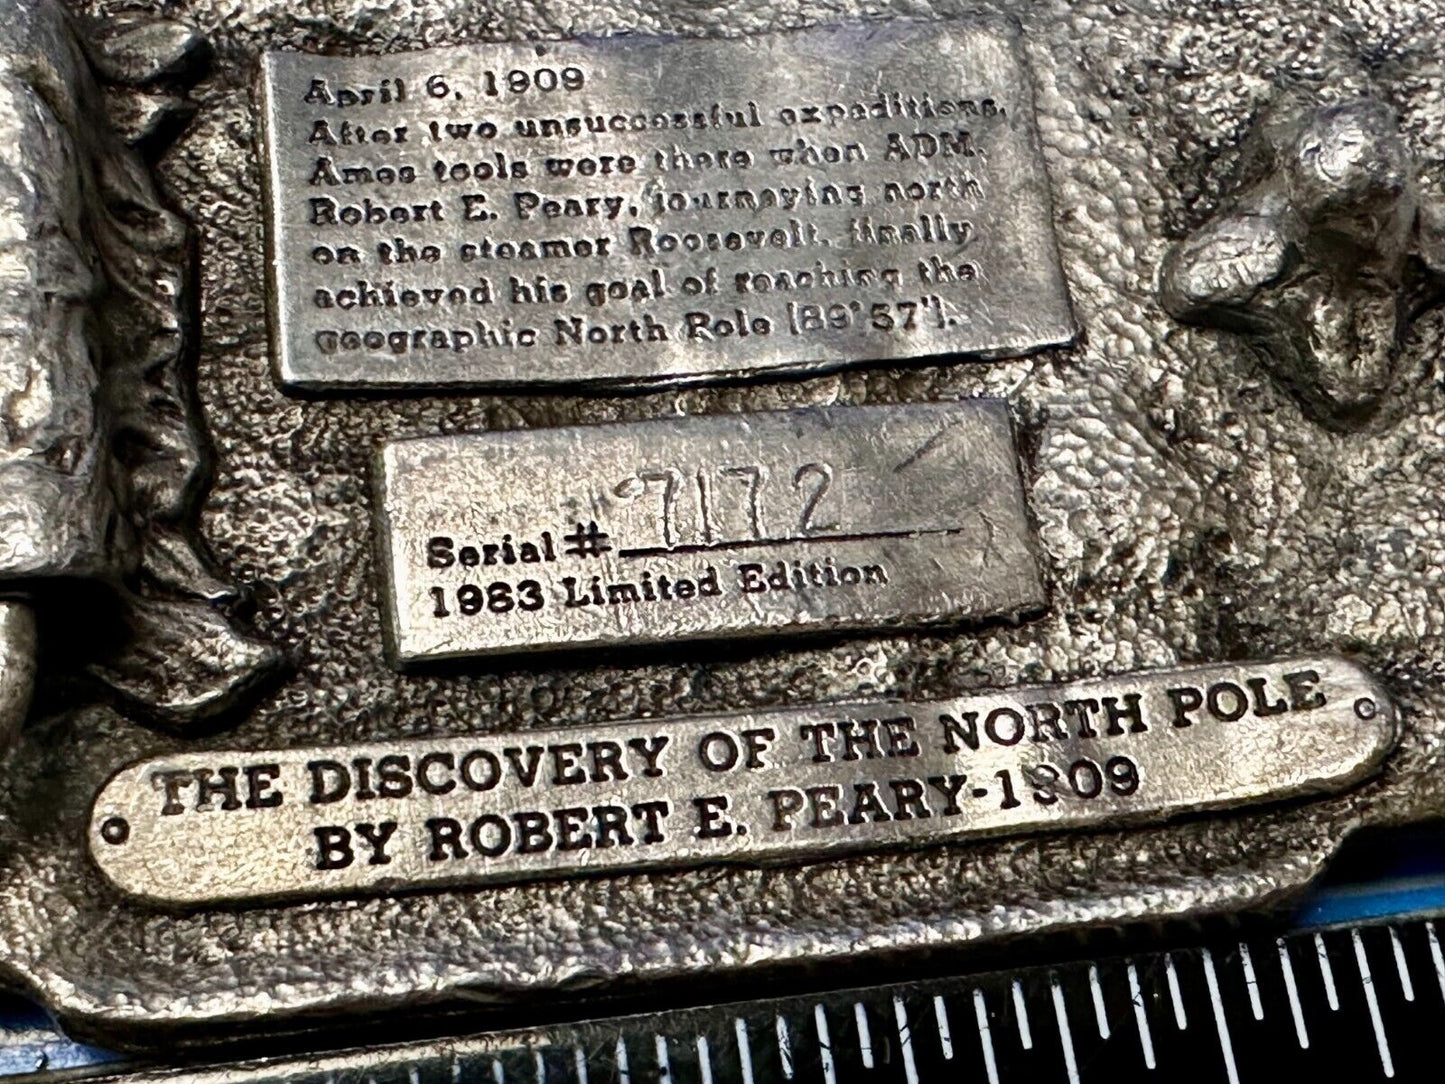 April 6, 1909
After two unsuccessful expeditions,
Ames tools were there when ADM.
Robert E. Peary, journeying north
on the steamer Roosevelt, finally
achieved his goal of reaching the
geographic North Pole [89°57'].
Serial # 7172
1983 Limited Edition
THE DISCOVERY OF THE NORTH POLE
BY ROBERT E. PEARY-1909